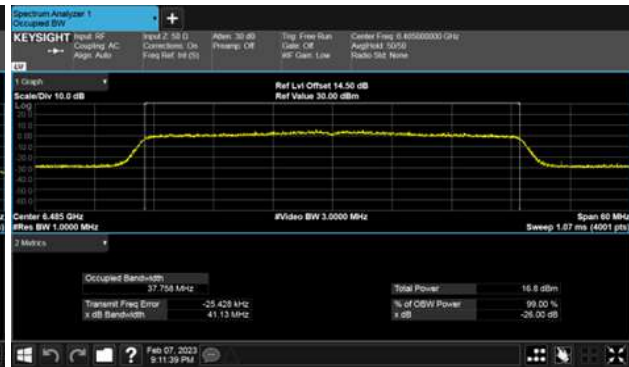 Spectrum Analyzer 1
Occupied BW
+
KEYSIGHT
Input: RF
Coupling: AC
Align: Auto
Input Z: 50 Ω
Corrections: On
Freq Ref: Int (S)
Atten: 30 dB
Preamp: Off
Trig: Free Run
Gate: Off
#IF Gain: Low
Center Freq: 6.485000000 GHz
Avg|Hold: 50/50
Radio Std: None
1 Graph
Scale/Div 10.0 dB
Ref Lvl Offset 14.50 dB
Ref Value 30.00 dBm
Log
20.0
10.0
0.00
-10.0
-20.0
-30.0
-40.0
-50.0
-60.0
Center 6.485 GHz
#Res BW 1.0000 MHz
#Video BW 3.0000 MHz
Span 60 MHz
Sweep 1.07 ms (4001 pts)
2 Metrics
Occupied Bandwidth
37.758 MHz
Transmit Freq Error -25.428 kHz
x dB Bandwidth 41.13 MHz
Total Power 16.8 dBm
% of OBW Power 99.00 %
x dB -26.00 dB
?
Feb 07, 2023
9:11:39 PM